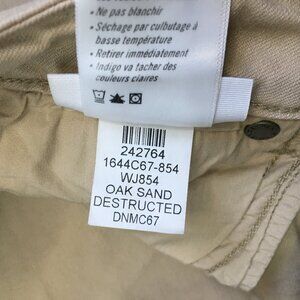 • Ne pas blanchir
• Séchage par culbutage à
basse température
• Retirer immédiatement
• Indigo va tacher des
couleurs claires
242764
1644C67-854
WJ854
OAK SAND
DESTRUCTED
DNMC67